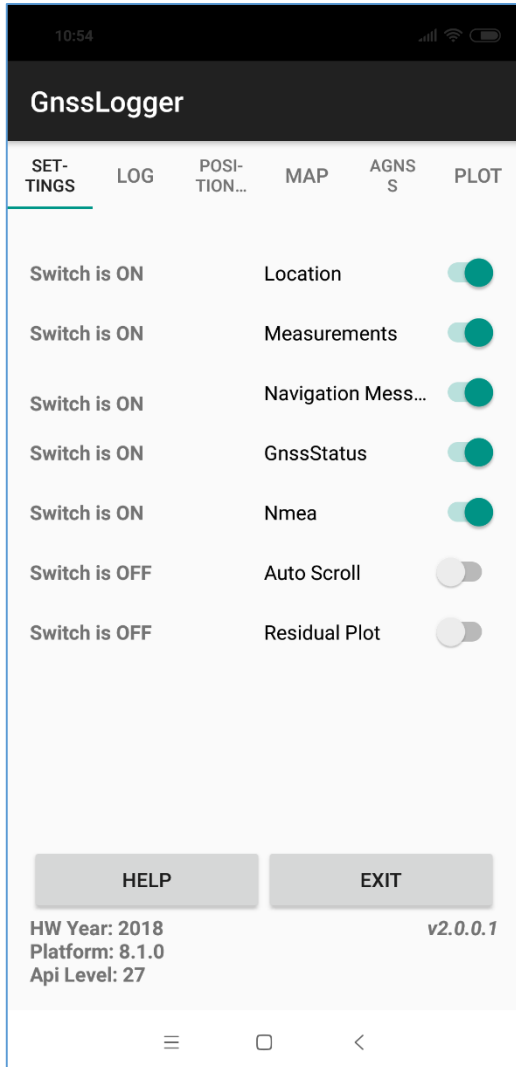 10:54
GnssLogger
SET-
TINGS
LOG
POSI-
TION...
MAP
AGNS
S
PLOT
Switch is ON Location
Switch is ON Measurements
Switch is ON Navigation Mess...
Switch is ON GnssStatus
Switch is ON Nmea
Switch is OFF Auto Scroll
Switch is OFF Residual Plot
HELP EXIT
HW Year: 2018 v2.0.0.1
Platform: 8.1.0
Api Level: 27